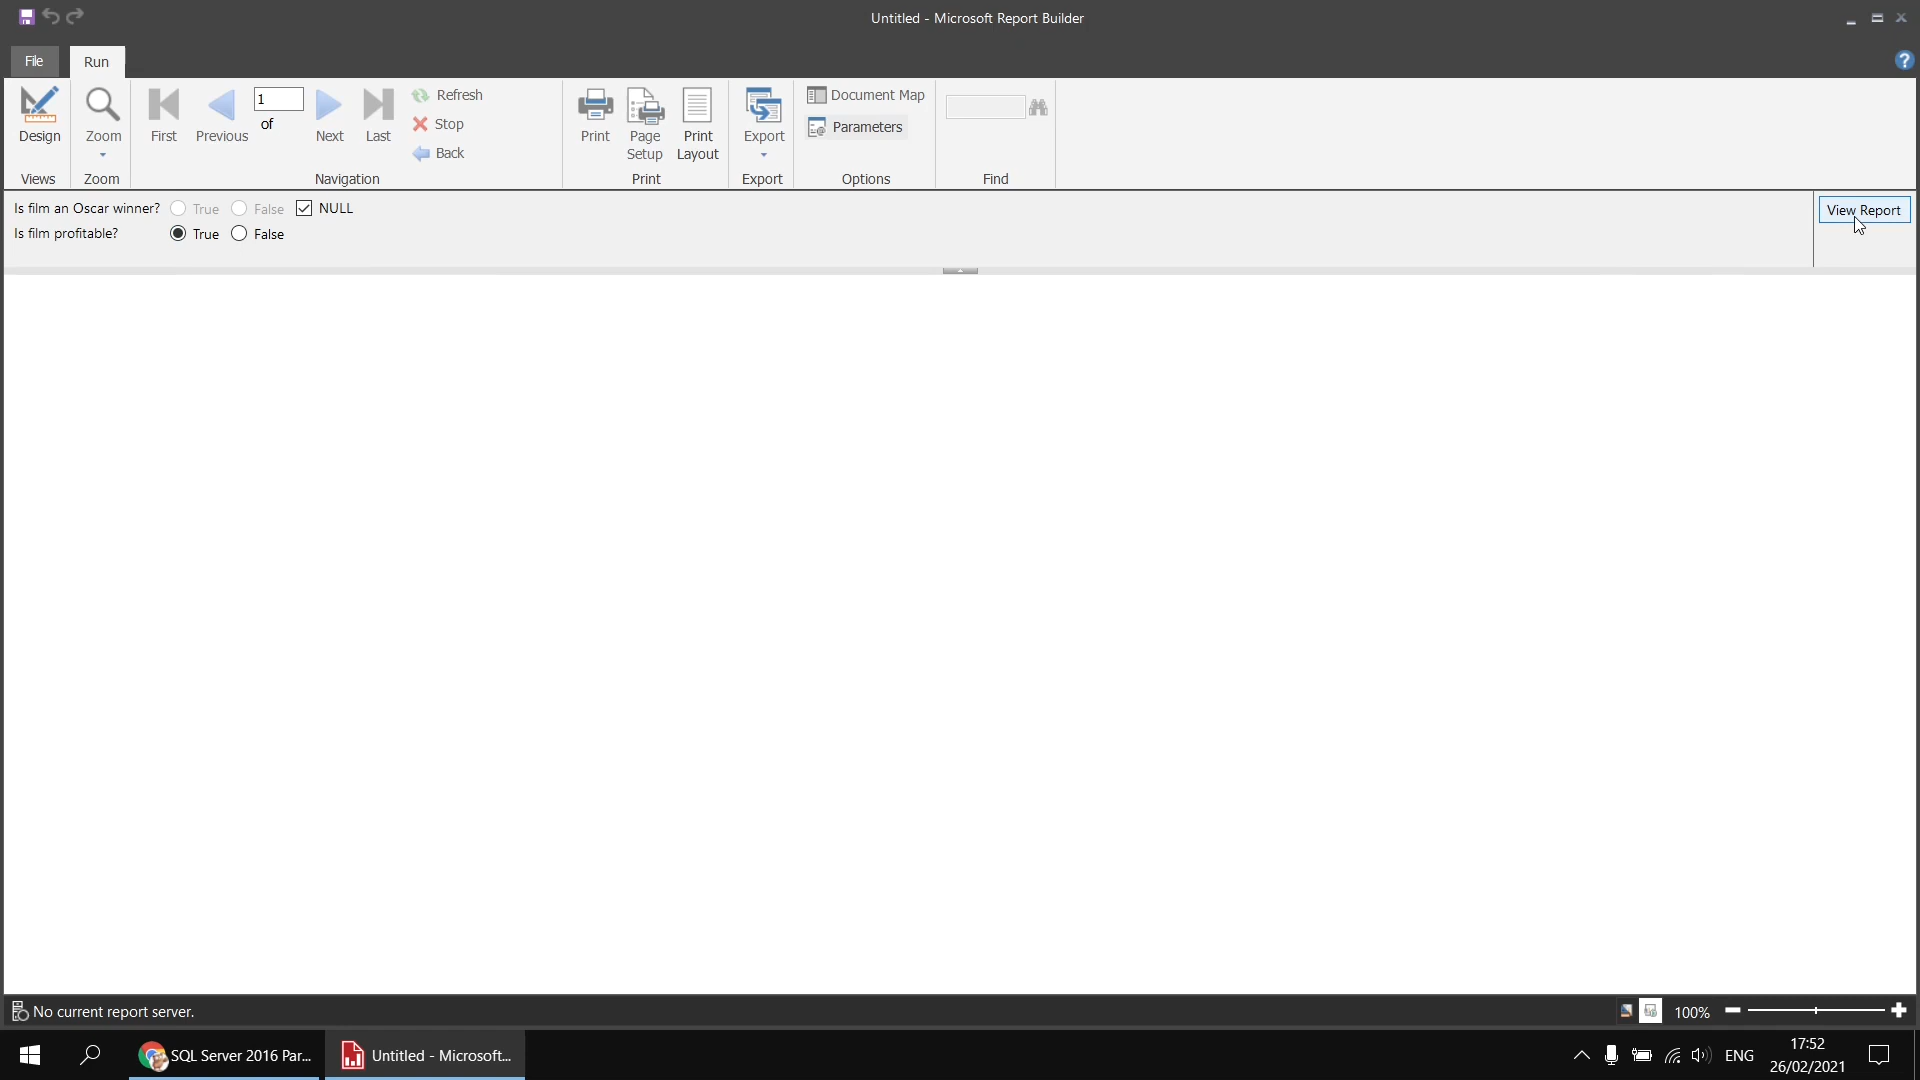 Untitled - Microsoft Report Builder
File
Run
?
Design
Zoom
First
Previous
1
of
Next
Last
Refresh
Stop
Back
Print
Page
Setup
Print
Layout
Export
Document Map
Parameters
Views
Zoom
Navigation
Print
Export
Options
Find
Is film an Oscar winner? True False NULL
Is film profitable? True False
View Report
No current report server.
100%
SQL Server 2016 Par...
Untitled - Microsoft...
ENG
17:52
26/02/2021